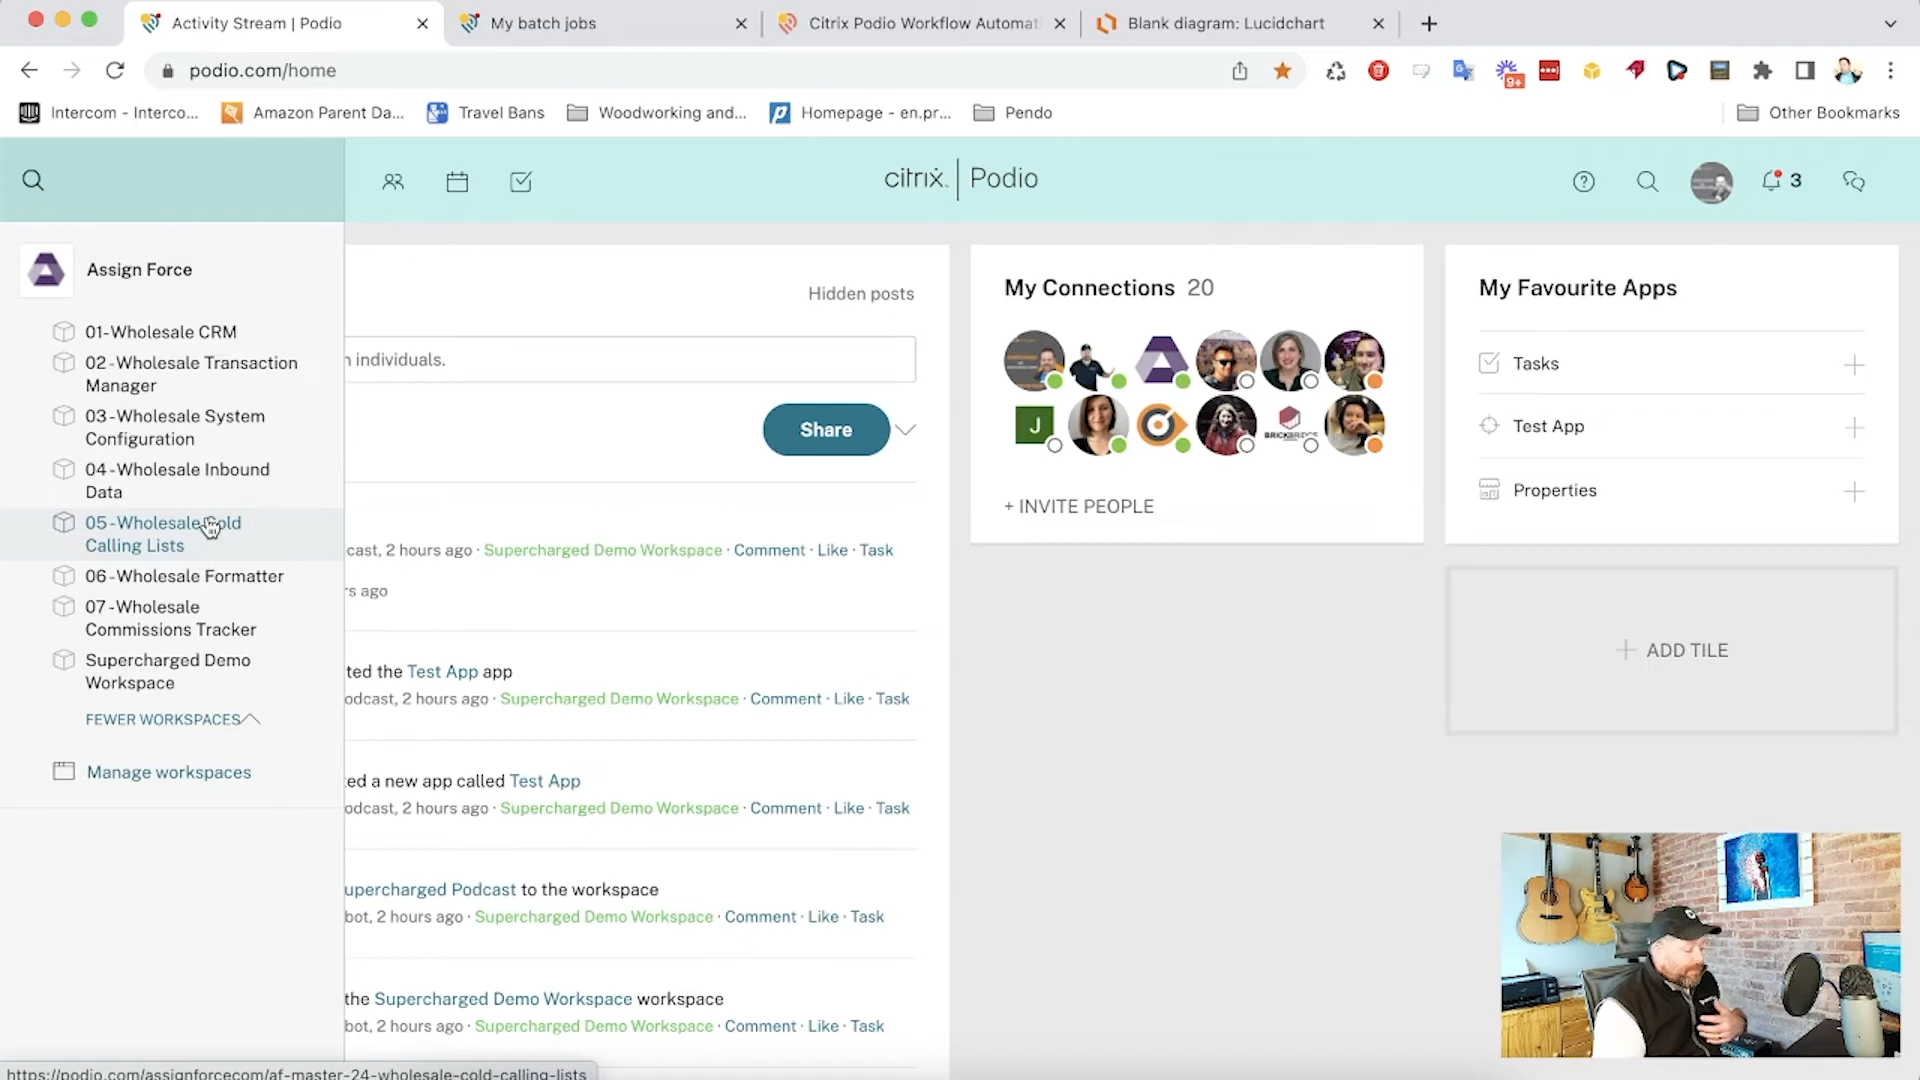 Activity Stream | Podio
My batch jobs
Citrix Podio Workflow Automat
Blank diagram: Lucidchart
podio.com/home
9+
Intercom - Interco...
Amazon Parent Da...
Travel Bans
Woodworking and...
Homepage - en.pr...
Pendo
Other Bookmarks
citrix. | Podio
3
Assign Force
01-Wholesale CRM
02 - Wholesale Transaction
Manager
03 - Wholesale System
Configuration
04 - Wholesale Inbound
Data
05 - Wholesale Cold
Calling Lists
06 - Wholesale Formatter
07 - Wholesale
Commissions Tracker
Supercharged Demo
Workspace
FEWER WORKSPACES
Manage workspaces
Hidden posts
individuals.
Share
cast, 2 hours ago · Supercharged Demo Workspace · Comment · Like · Task
rs ago
ted the Test App app
odcast, 2 hours ago · Supercharged Demo Workspace · Comment · Like · Task
ed a new app called Test App
odcast, 2 hours ago · Supercharged Demo Workspace · Comment · Like · Task
upercharged Podcast to the workspace
bot, 2 hours ago · Supercharged Demo Workspace · Comment · Like · Task
the Supercharged Demo Workspace workspace
bot, 2 hours ago · Supercharged Demo Workspace · Comment · Like · Task
My Connections 20
J
BRICKBRIDGE
+ INVITE PEOPLE
My Favourite Apps
Tasks
Test App
Properties
ADD TILE
https://podio.com/assignforcecom/af-master-24-wholesale-cold-calling-lists